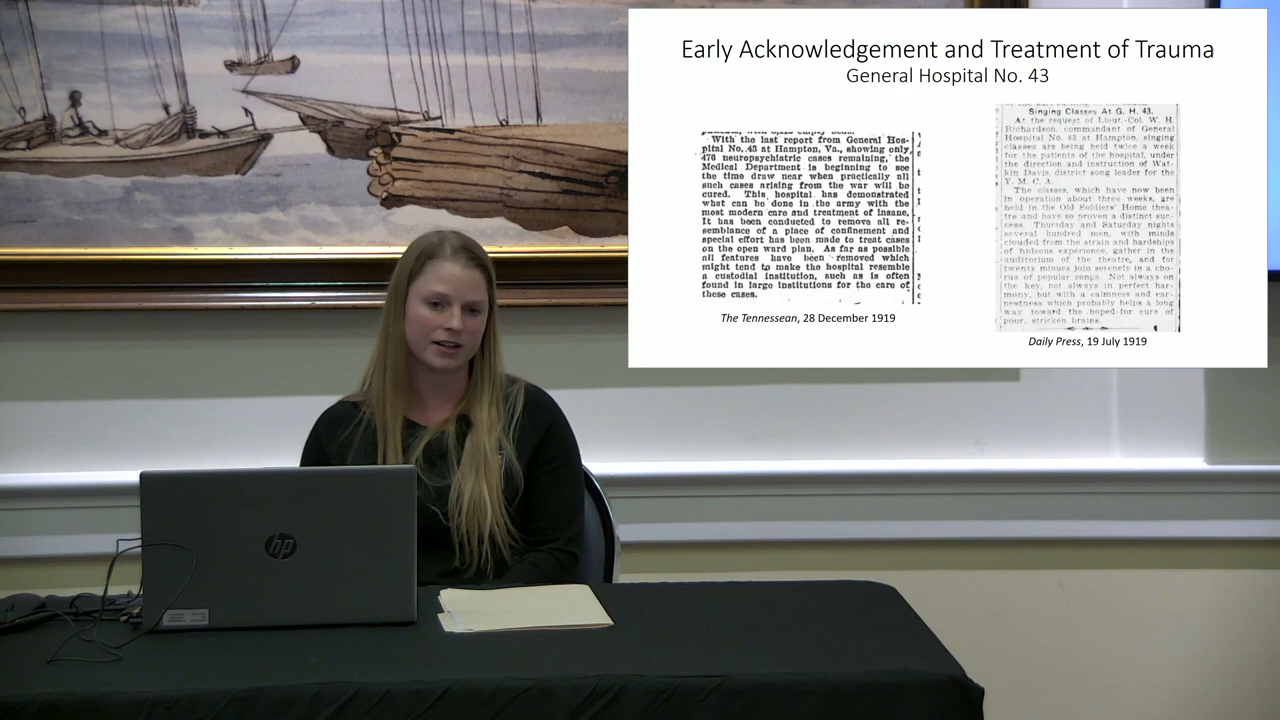 Early Acknowledgement and Treatment of Trauma
General Hospital No. 43
With the last report from General Hos-
pital No. 43 at Hampton, Va., showing only
476 neuropsychiatric cases remaining, the
Medical Department is beginning to see
the time draw near when practically all
such cases arising from the war will be
cured. This hospital has demonstrated
what can be done in the army with the
most modern care and treatment of insane.
It has been conducted to remove all re-
semblance of a place of confinement and
special effort has been made to treat cases
on the open ward plan. As far as possible
all features have been removed which
might tend to make the hospital resemble
a custodial institution, such as is often
found in large institutions for the care of
these cases.
The Tennessean, 28 December 1919
Singing Classes At G. H. 43.
At the request of Lieut.-Col. W. H.
Richardson, commandant of General
Hospital No. 43 at Hampton, singing
classes are being held twice a
week for the patients of the hospital, under
the direction and instruction of Wat-
kin Davis, district song leader for the
Y. M. C. A.
The classes, which have now been
in operation about three weeks, are
held in the Old Soldiers' Home thea-
tre and have so proven a distinct suc-
cess. Thursday and Saturday nights
several hundred men, with minds
clouded from the strain and hardships
of hideous experience, gather in the
auditorium of the theatre, and for
twenty minues join serenely in a cho-
rus of popular songs. Not always on
the key, not always in perfect har-
mony, but with a calmness and ear-
nestness which probably helps a long
way toward the hoped-for cure of
poor, stricken brains.
Daily Press, 19 July 1919
hp